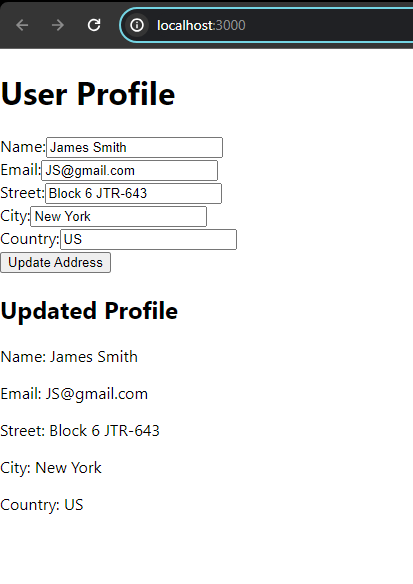 localhost:3000
User Profile
Name: James Smith
Email: JS@gmail.com
Street: Block 6 JTR-643
City: New York
Country: US
Update Address
Updated Profile
Name: James Smith
Email: JS@gmail.com
Street: Block 6 JTR-643
City: New York
Country: US